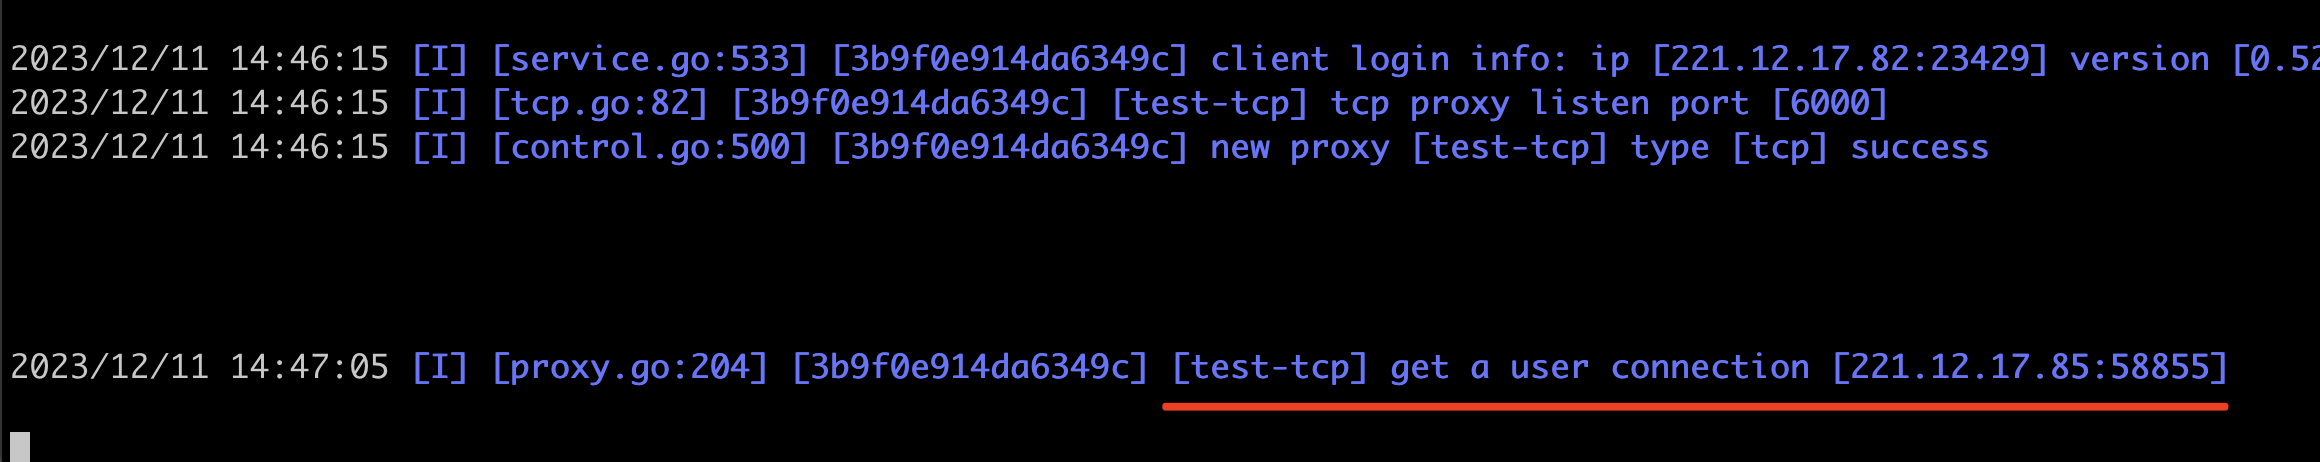 2023/12/11 14:46:15 [I] [service.go:533] [3b9f0e914da6349c] client login info: ip [221.12.17.82:23429] version [0.52
2023/12/11 14:46:15 [I] [tcp.go:82] [3b9f0e914da6349c] [test-tcp] tcp proxy listen port [6000]
2023/12/11 14:46:15 [I] [control.go:500] [3b9f0e914da6349c] new proxy [test-tcp] type [tcp] success
2023/12/11 14:47:05 [I] [proxy.go:204] [3b9f0e914da6349c] [test-tcp] get a user connection [221.12.17.85:58855]